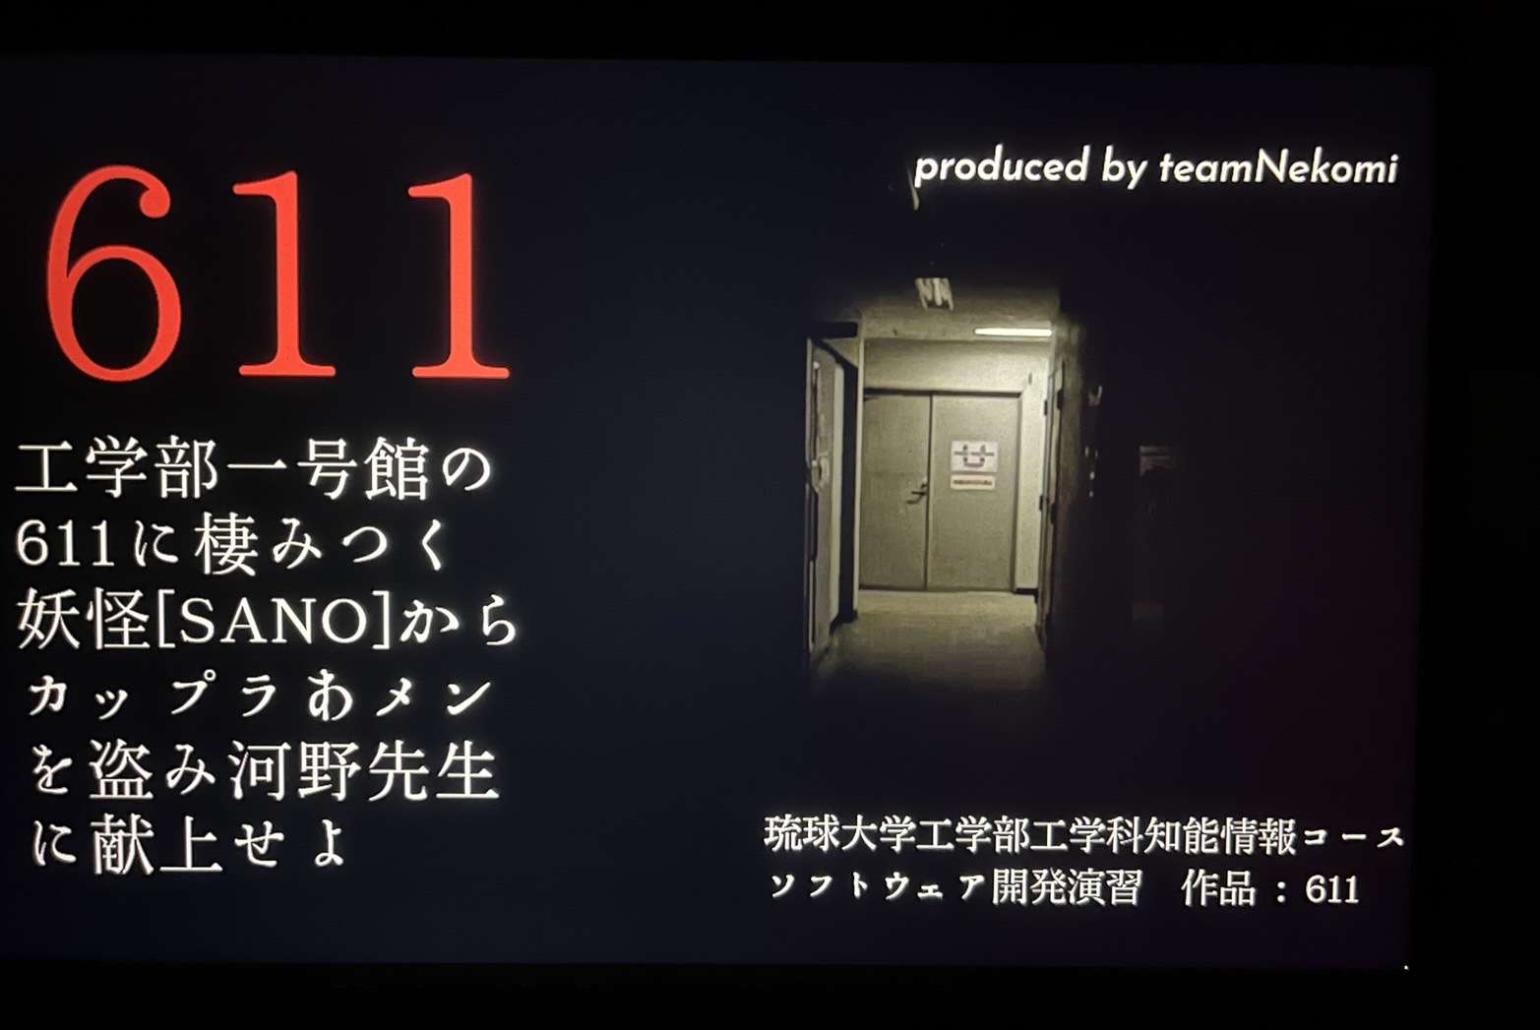 611
工学部一号館の
611に棲みつく
妖怪[SANO]から
カップラあメン
を盗み河野先生
に献上せよ
produced by teamNekomi
琉球大学工学部工学科知能情報コース
ソフトウェア開発演習　作品：611